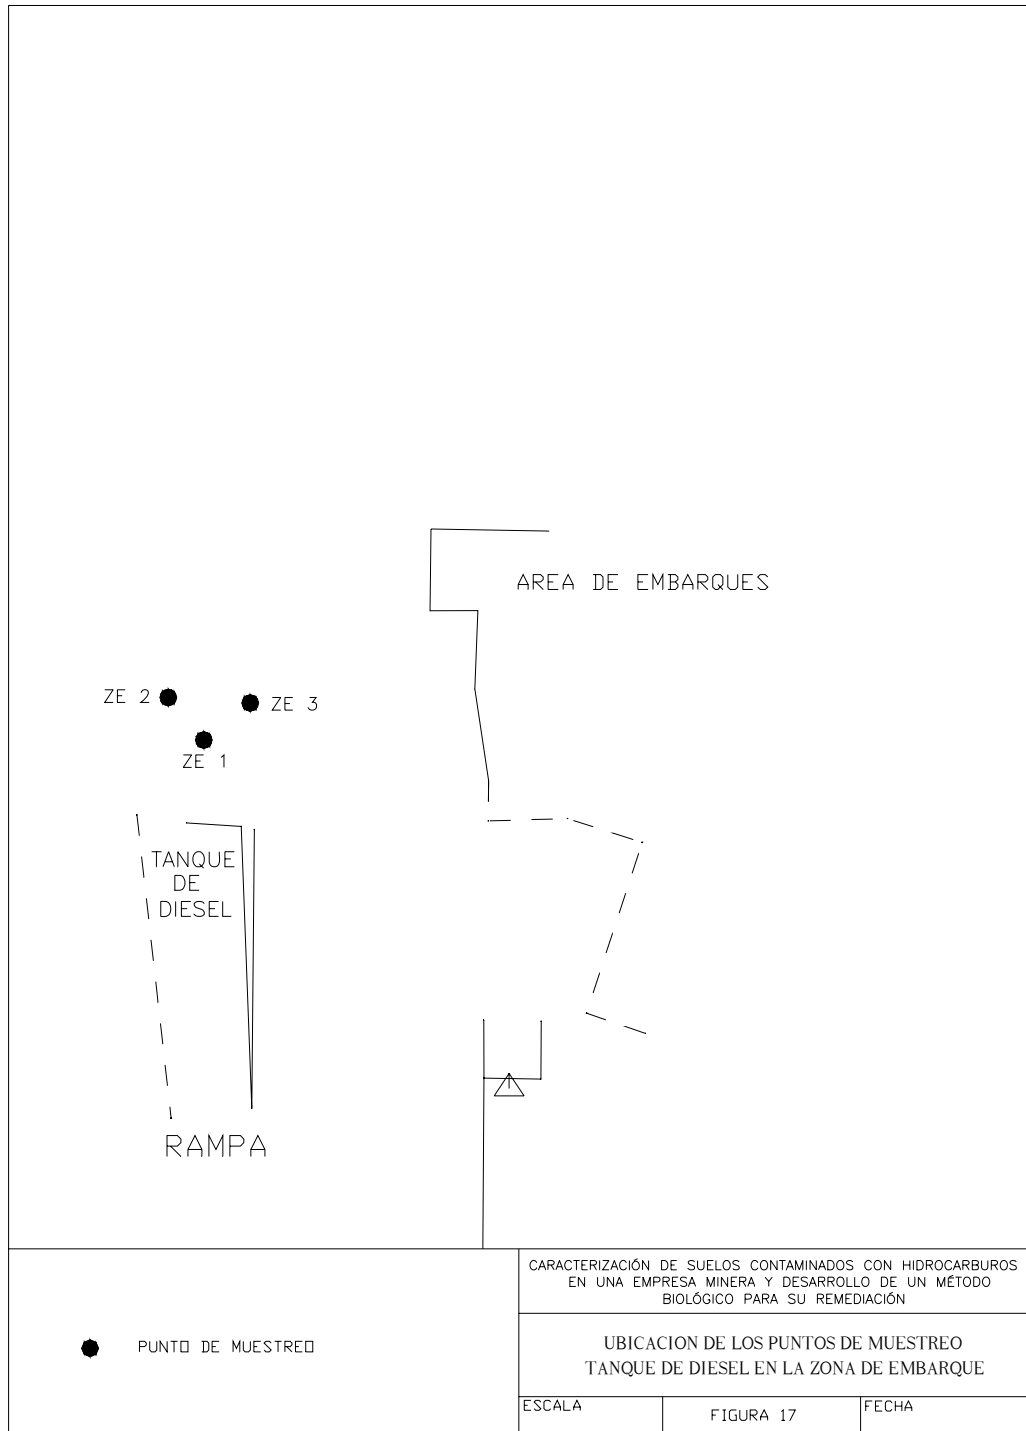 AREA DE EMBARQUES
ZE 2
ZE 3
ZE 1
TANQUE
DE
DIESEL
RAMPA
PUNTO DE MUESTREO
CARACTERIZACIÓN DE SUELOS CONTAMINADOS CON HIDROCARBUROS
EN UNA EMPRESA MINERA Y DESARROLLO DE UN MÉTODO
BIOLÓGICO PARA SU REMEDIACIÓN
UBICACION DE LOS PUNTOS DE MUESTREO
TANQUE DE DIESEL EN LA ZONA DE EMBARQUE
ESCALA
FIGURA 17
FECHA